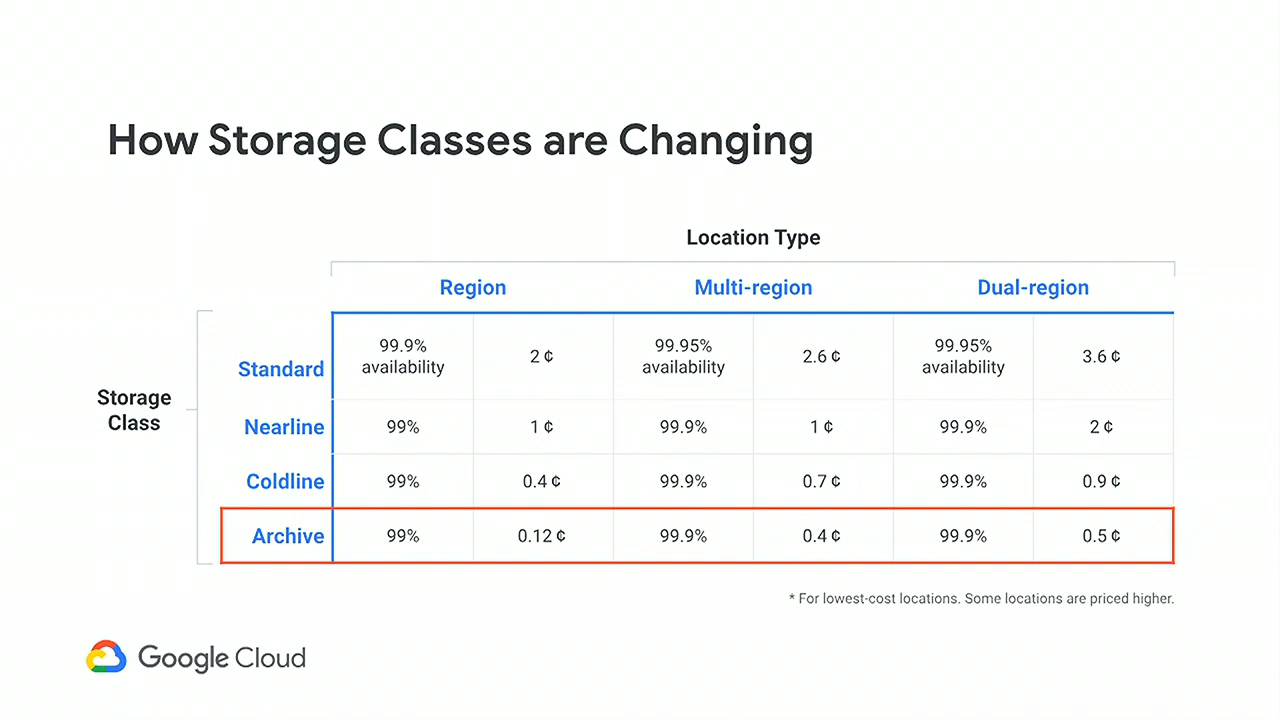 How Storage Classes are Changing
Location Type
Region Multi-region Dual-region
Storage Class
Standard 99.9% availability 2 ¢ 99.95% availability 2.6 ¢ 99.95% availability 3.6 ¢
Nearline 99% 1 ¢ 99.9% 1 ¢ 99.9% 2 ¢
Coldline 99% 0.4 ¢ 99.9% 0.7 ¢ 99.9% 0.9 ¢
Archive 99% 0.12 ¢ 99.9% 0.4 ¢ 99.9% 0.5 ¢
* For lowest-cost locations. Some locations are priced higher.
Google Cloud